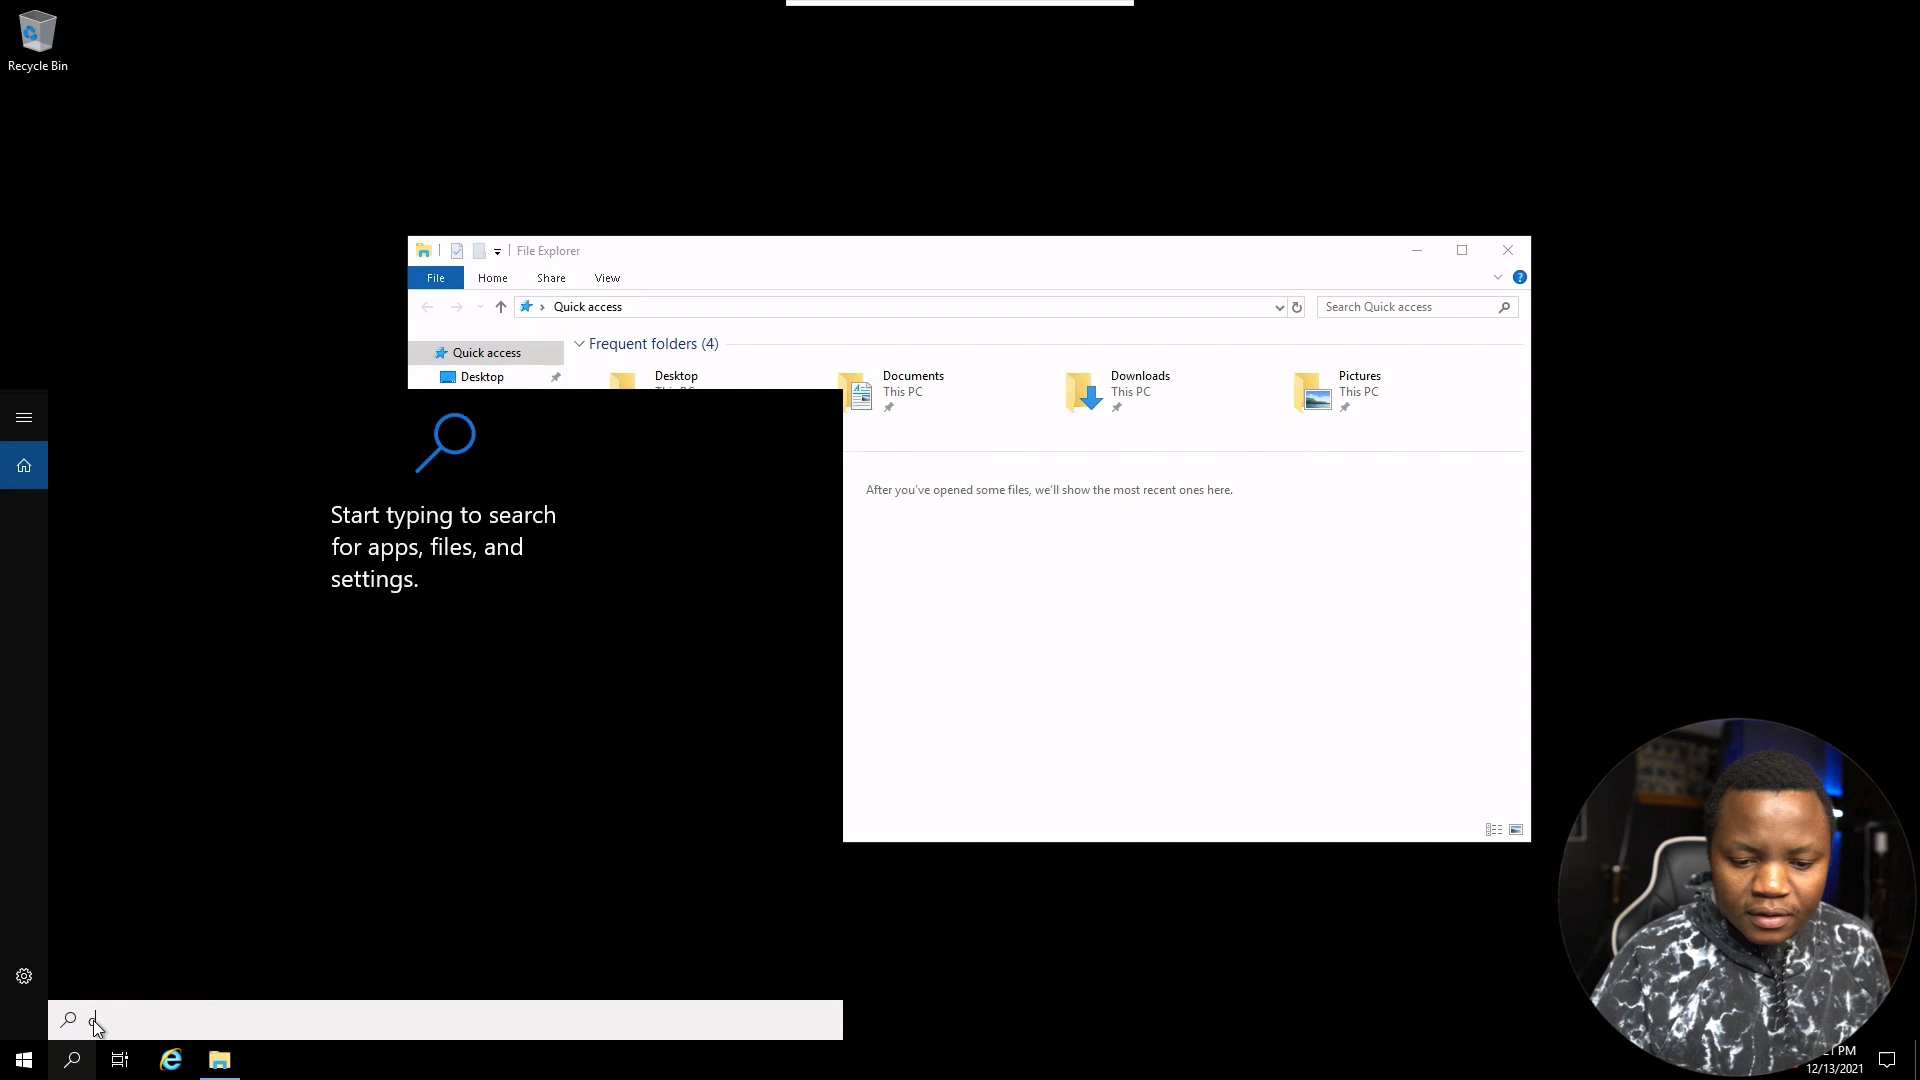 Recycle Bin
File Explorer
File Home Share View
Quick access
Search Quick access
Quick access
Frequent folders (4)
Desktop
Desktop
Documents
This PC
Downloads
This PC
Pictures
This PC
Start typing to search
for apps, files, and
settings.
After you've opened some files, we'll show the most recent ones here.
PM
12/13/2021